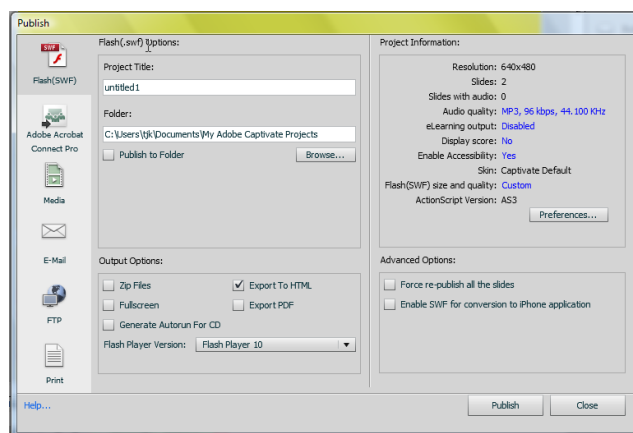 Publish
SWF
Flash(SWF)
Adobe Acrobat
Connect Pro
Media
E-Mail
FTP
Print
Flash(.swf) Options:
Project Title:
untitled1
Folder:
C:\Users\tjk\Documents\My Adobe Captivate Projects
Publish to Folder
Browse...
Output Options:
Zip Files
Export To HTML
Fullscreen
Export PDF
Generate Autorun For CD
Flash Player Version: Flash Player 10
Project Information:
Resolution: 640x480
Slides: 2
Slides with audio: 0
Audio quality: MP3, 96 kbps, 44.100 KHz
eLearning output: Disabled
Display score: No
Enable Accessibility: Yes
Skin: Captivate Default
Flash(SWF) size and quality: Custom
ActionScript Version: AS3
Preferences...
Advanced Options:
Force re-publish all the slides
Enable SWF for conversion to iPhone application
Help...
Publish
Close